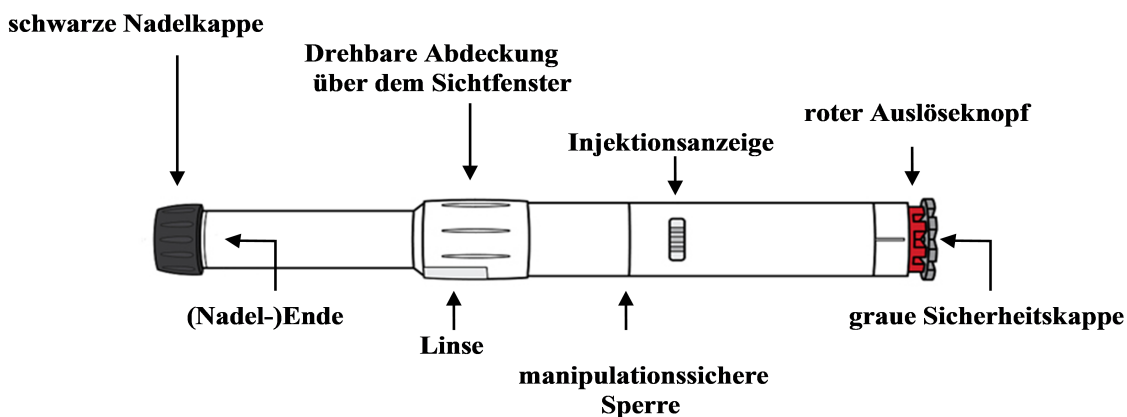 schwarze Nadelkappe
Drehbare Abdeckung
über dem Sichtfenster
roter Auslöseknopf
Injektionsanzeige
(Nadel-)Ende
graue Sicherheitskappe
Linse
manipulationssichere
Sperre